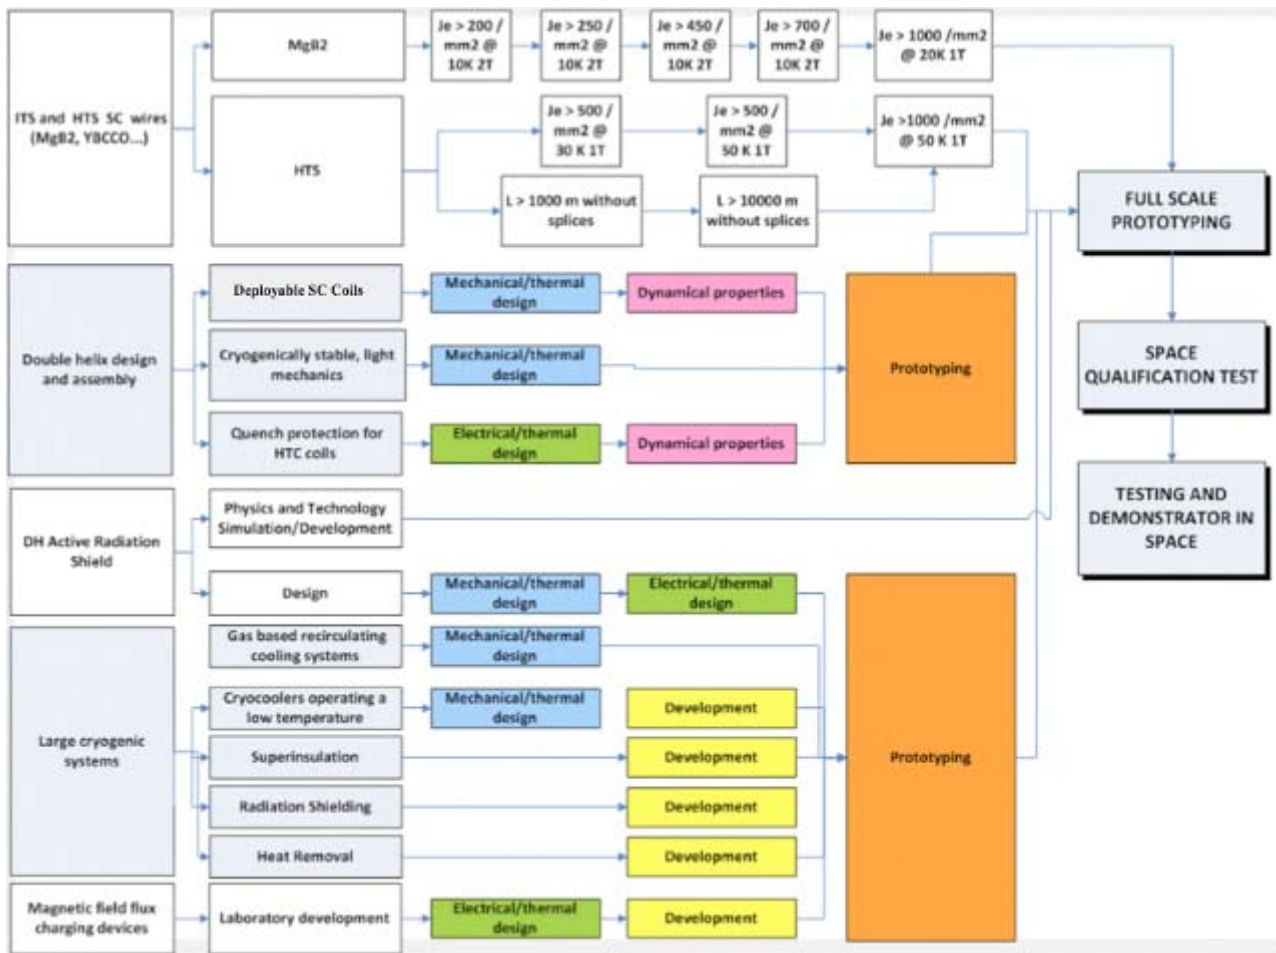 ITS and HTS SC wires
(MgB2, YBCCO...)
MgB2
Je > 200 /
mm2 @
10K 2T
Je > 250 /
mm2 @
10K 2T
Je > 450 /
mm2 @
10K 2T
Je > 700 /
mm2 @
10K 2T
Je > 1000 /mm2
@ 20K 1T
HTS
Je > 500 /
mm2 @
30 K 1T
Je > 500 /
mm2 @
50 K 1T
Je >1000 /mm2
@ 50 K 1T
L > 1000 m without
splices
L > 10000 m
without splices
FULL SCALE
PROTOTYPING
SPACE
QUALIFICATION TEST
TESTING AND
DEMONSTRATOR IN
SPACE
Double helix design
and assembly
Deployable SC Coils
Mechanical/thermal
design
Dynamical properties
Cryogenically stable, light
mechanics
Mechanical/thermal
design
Prototyping
Quench protection for
HTC coils
Electrical/thermal
design
Dynamical properties
DH Active Radiation
Shield
Physics and Technology
Simulation/Development
Design
Mechanical/thermal
design
Electrical/thermal
design
Large cryogenic
systems
Gas based recirculating
cooling systems
Mechanical/thermal
design
Cryocoolers operating a
low temperature
Mechanical/thermal
design
Development
Superinsulation
Development
Prototyping
Radiation Shielding
Development
Heat Removal
Development
Magnetic field flux
charging devices
Laboratory development
Electrical/thermal
design
Development